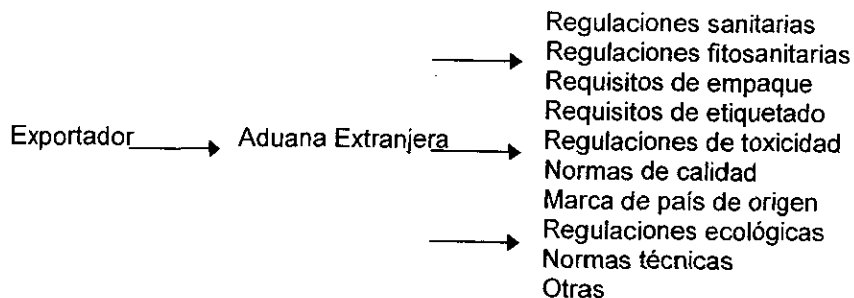 Regulaciones sanitarias
Regulaciones fitosanitarias
Requisitos de empaque
Requisitos de etiquetado
Exportador
Aduana Extranjera
Regulaciones de toxicidad
Normas de calidad
Marca de país de origen
Regulaciones ecológicas
Normas técnicas
Otras